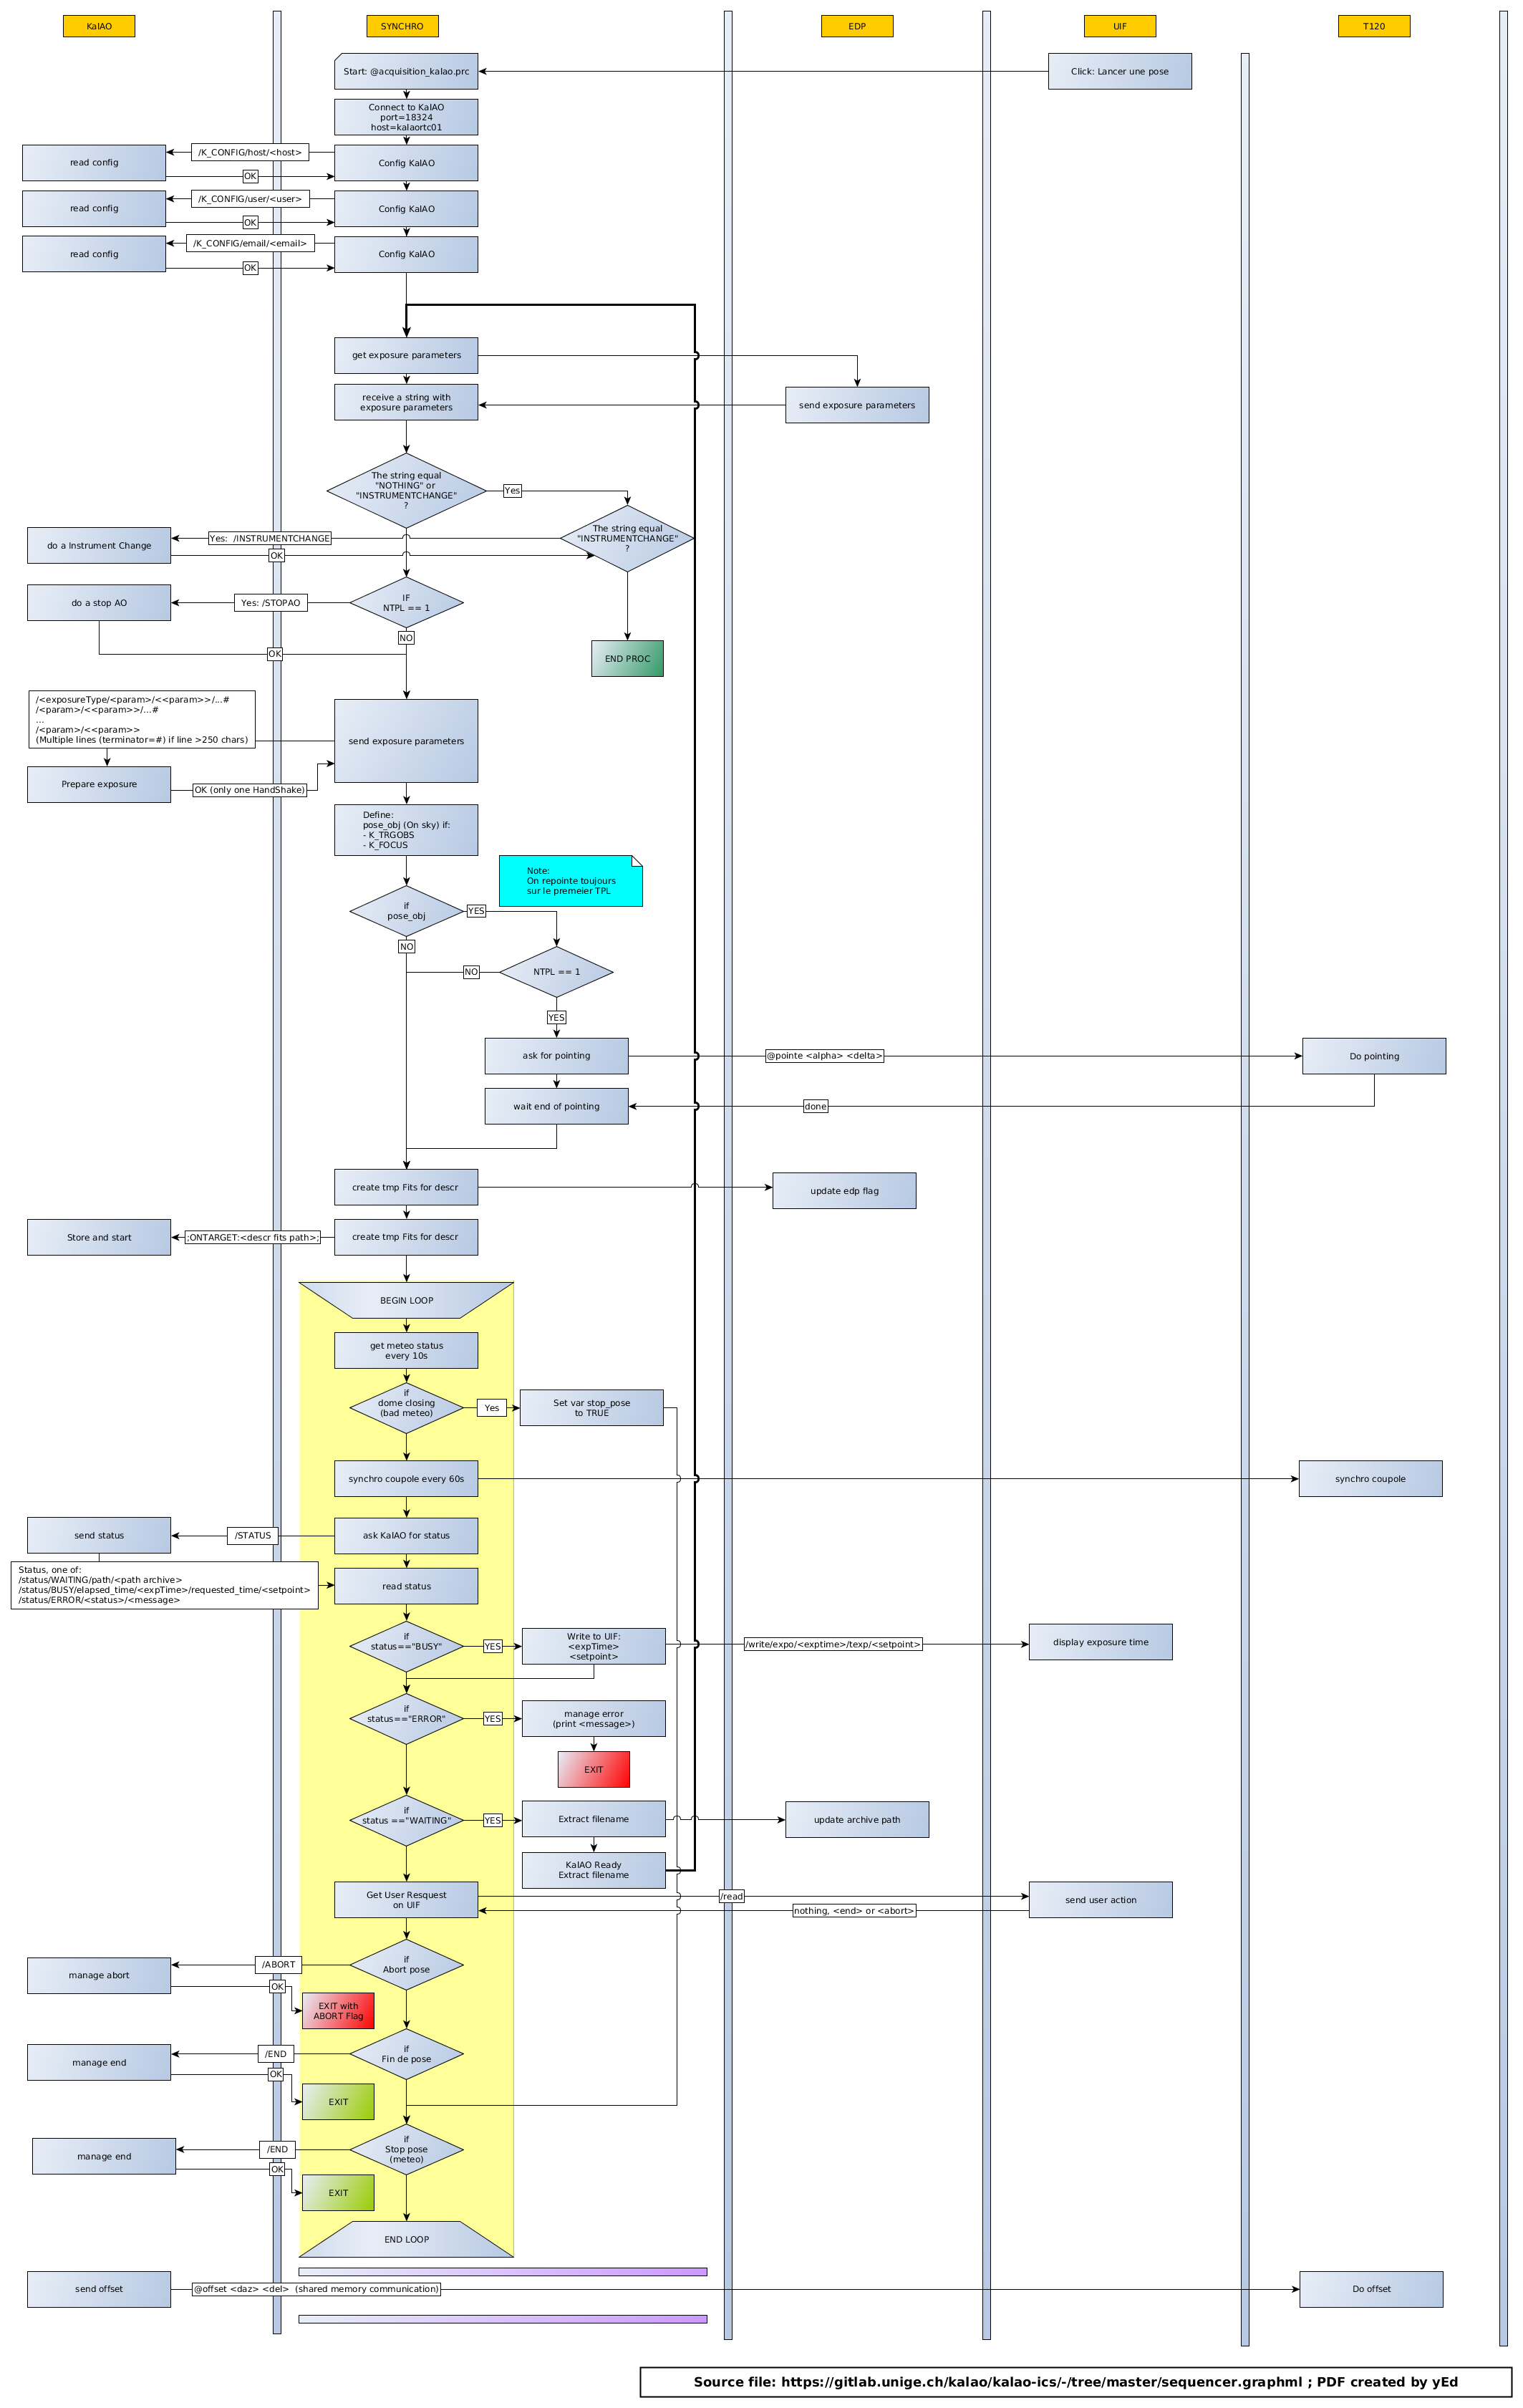 KalAO
SYNCHRO
EDP
UIF
T120
Start: @acquisition_kalao.prc
Click: Lancer une pose
Connect to KalAO
port=18324
host=kalaortc01
read config
/K_CONFIG/host/<host>
OK
Config KalAO
read config
/K_CONFIG/user/<user>
OK
Config KalAO
read config
/K_CONFIG/email/<email>
OK
Config KalAO
get exposure parameters
receive a string with
exposure parameters
send exposure parameters
The string equal
"NOTHING" or
"INSTRUMENTCHANGE"
?
Yes
The string equal
"INSTRUMENTCHANGE"
?
do a Instrument Change
Yes:  /INSTRUMENTCHANGE
OK
do a stop AO
Yes: /STOPAO
IF
NTPL == 1
NO
OK
END PROC
/<exposureType/<param>/<<param>>/...#
/<param>/<<param>>/...#
...
/<param>/<<param>>
(Multiple lines (terminator=#) if line >250 chars)
send exposure parameters
Prepare exposure
OK (only one HandShake)
Define:
pose_obj (On sky) if:
- K_TRGOBS
- K_FOCUS
Note:
On repointe toujours
sur le premeier TPL
if
pose_obj
YES
NO
NTPL == 1
NO
YES
ask for pointing
@pointe <alpha> <delta>
Do pointing
wait end of pointing
done
create tmp Fits for descr
update edp flag
Store and start
;ONTARGET:<descr fits path>;
create tmp Fits for descr
BEGIN LOOP
get meteo status
every 10s
if
dome closing
(bad meteo)
Yes
Set var stop_pose
to TRUE
synchro coupole every 60s
synchro coupole
send status
/STATUS
ask KalAO for status
Status, one of:
/status/WAITING/path/<path archive>
/status/BUSY/elapsed_time/<expTime>/requested_time/<setpoint>
/status/ERROR/<status>/<message>
read status
if
status=="BUSY"
YES
Write to UIF:
<expTime>
<setpoint>
/write/expo/<exptime>/texp/<setpoint>
display exposure time
if
status=="ERROR"
YES
manage error
(print <message>)
EXIT
if
status =="WAITING"
YES
Extract filename
update archive path
KalAO Ready
Extract filename
Get User Resquest
on UIF
/read
nothing, <end> or <abort>
send user action
if
Abort pose
/ABORT
manage abort
OK
EXIT with
ABORT Flag
if
Fin de pose
/END
manage end
OK
EXIT
if
Stop pose
(meteo)
/END
manage end
OK
EXIT
END LOOP
send offset
@offset <daz> <del>  (shared memory communication)
Do offset
Source file: https://gitlab.unige.ch/kalao/kalao-ics/-/tree/master/sequencer.graphml ; PDF created by yEd